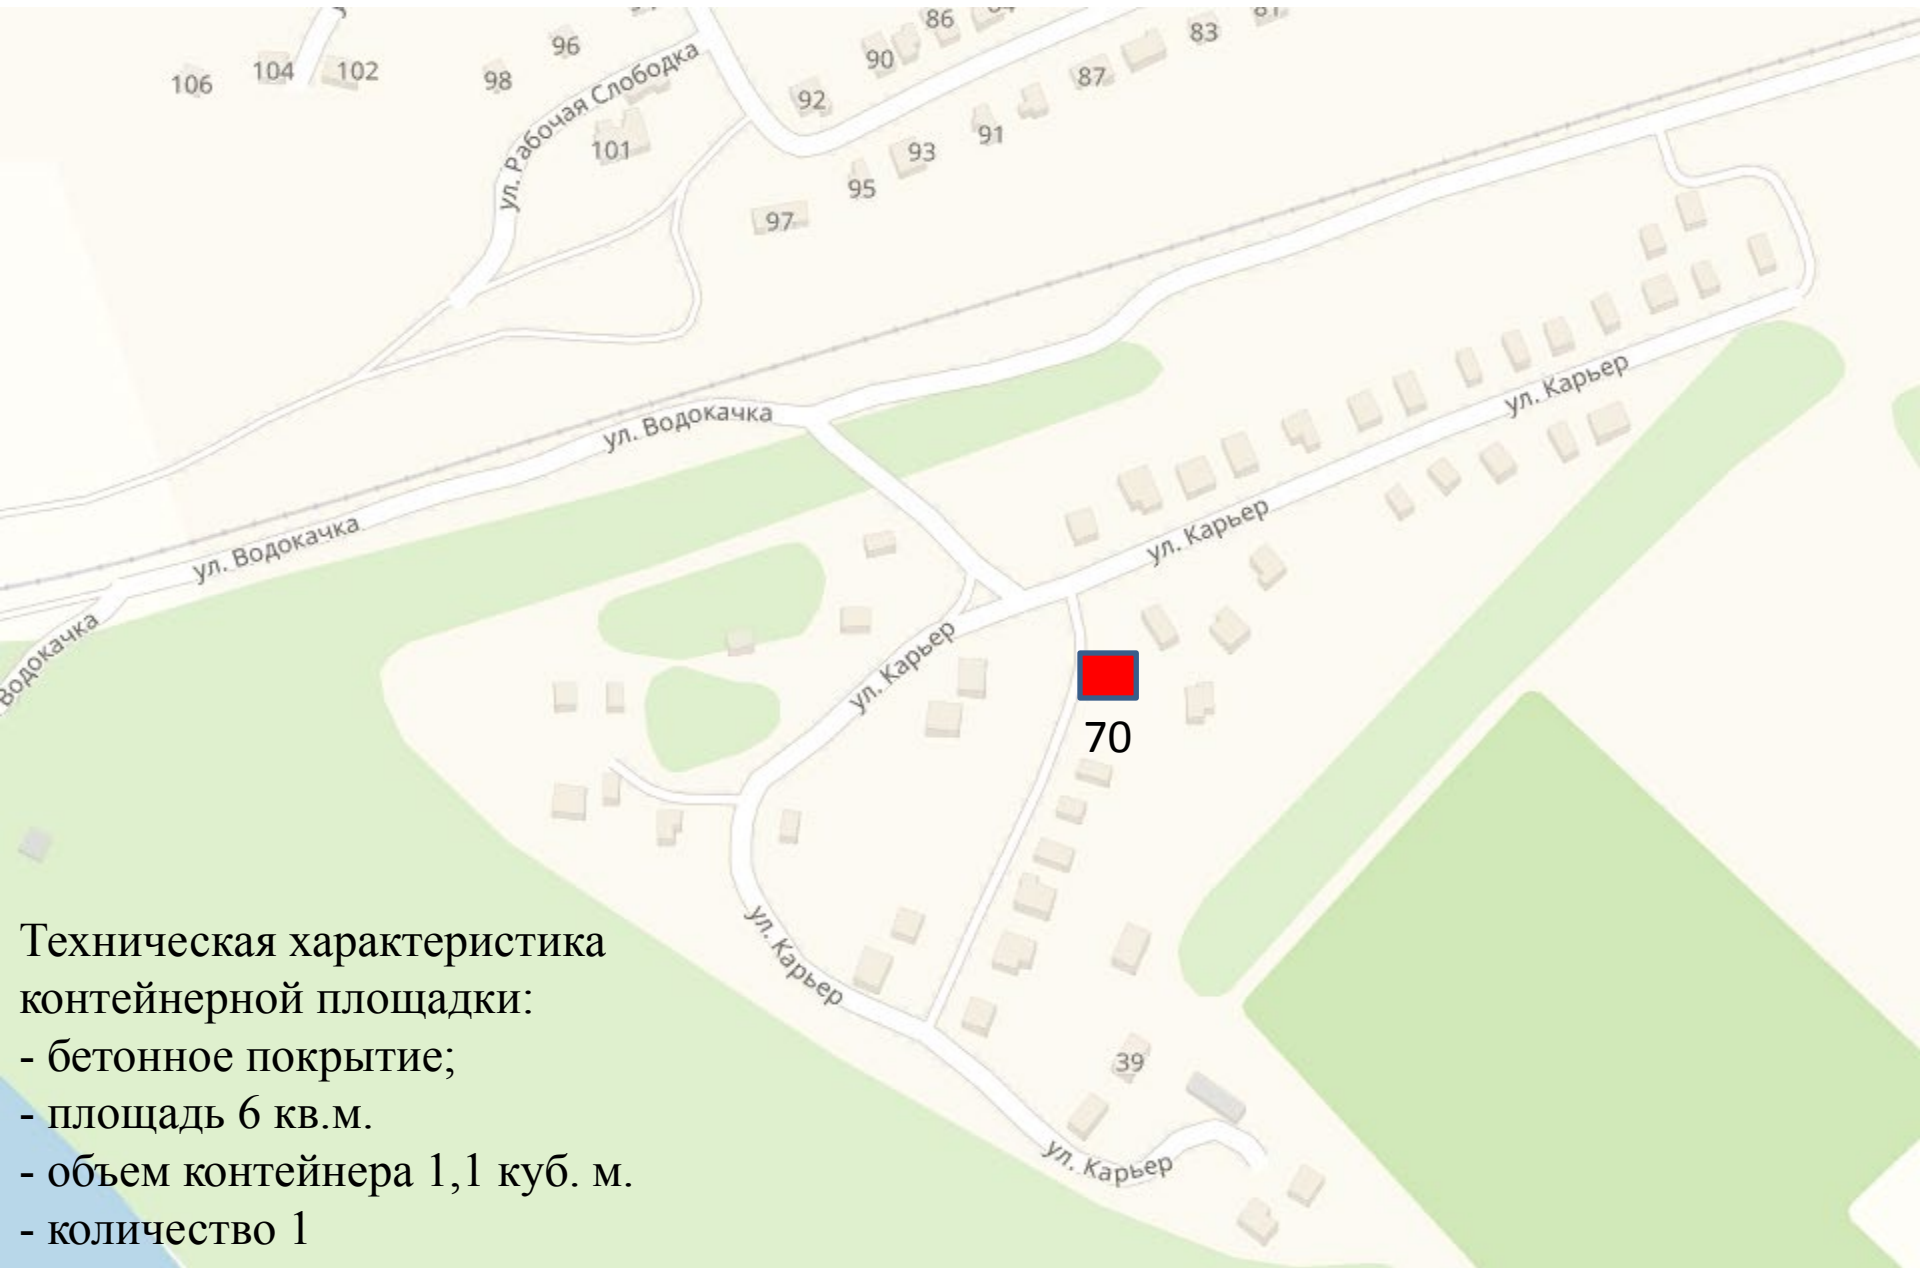 86
83
96
90
104
102
106
98
87
92
ул. Рабочая Слободка
101
91
93
95
97
ул. Карьер
ул. Водокачка
ул. Карьер
ул. Водокачка
Водокачка
ул. Карьер
70
ул. Карьер
39
ул. Карьер
Техническая характеристика
контейнерной площадки:
- бетонное покрытие;
- площадь 6 кв.м.
- объем контейнера 1,1 куб. м.
- количество 1